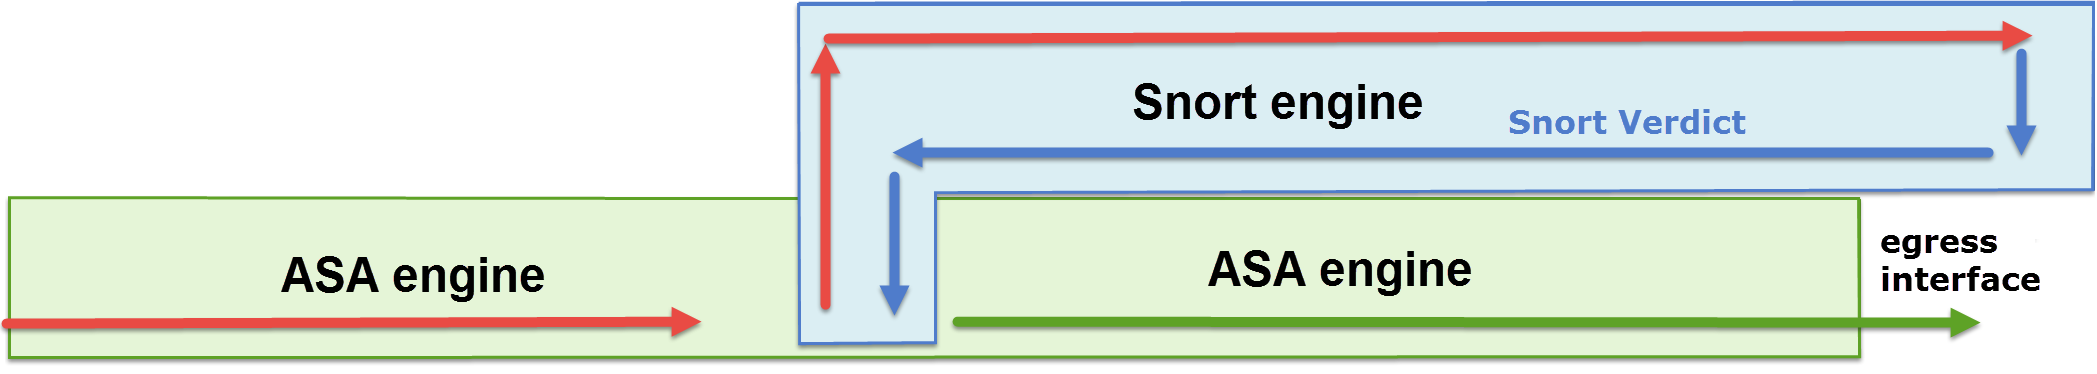 Snort engine
Snort Verdict
ASA engine
ASA engine
egress
interface